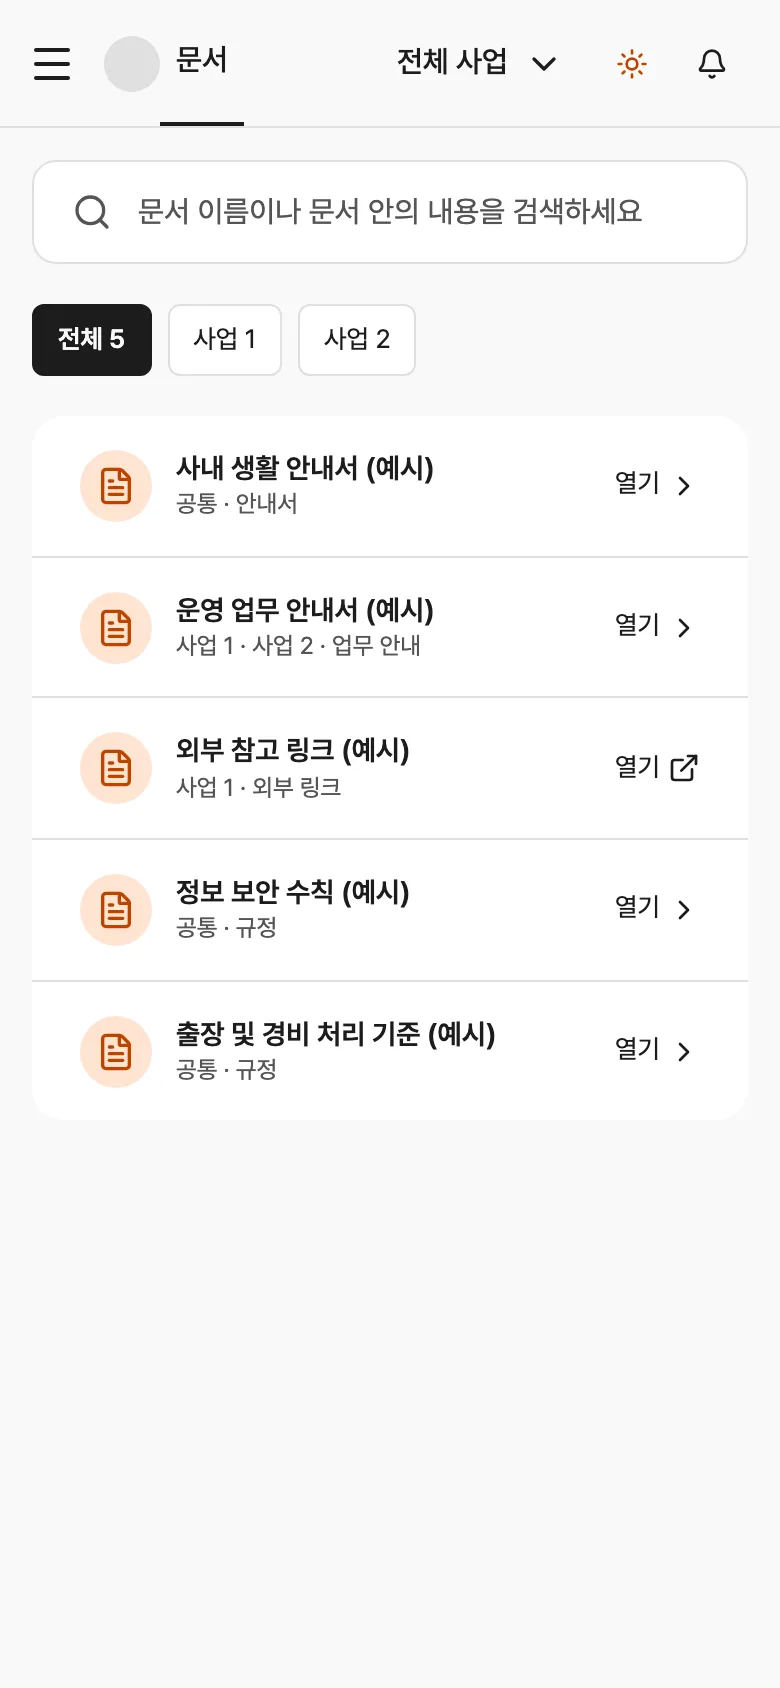 문서
전체 사업
문서 이름이나 문서 안의 내용을 검색하세요
전체 5
사업 1
사업 2
사내 생활 안내서 (예시)
공통 · 안내서
열기
운영 업무 안내서 (예시)
사업 1 · 사업 2 · 업무 안내
열기
외부 참고 링크 (예시)
사업 1 · 외부 링크
열기
정보 보안 수칙 (예시)
공통 · 규정
열기
출장 및 경비 처리 기준 (예시)
공통 · 규정
열기